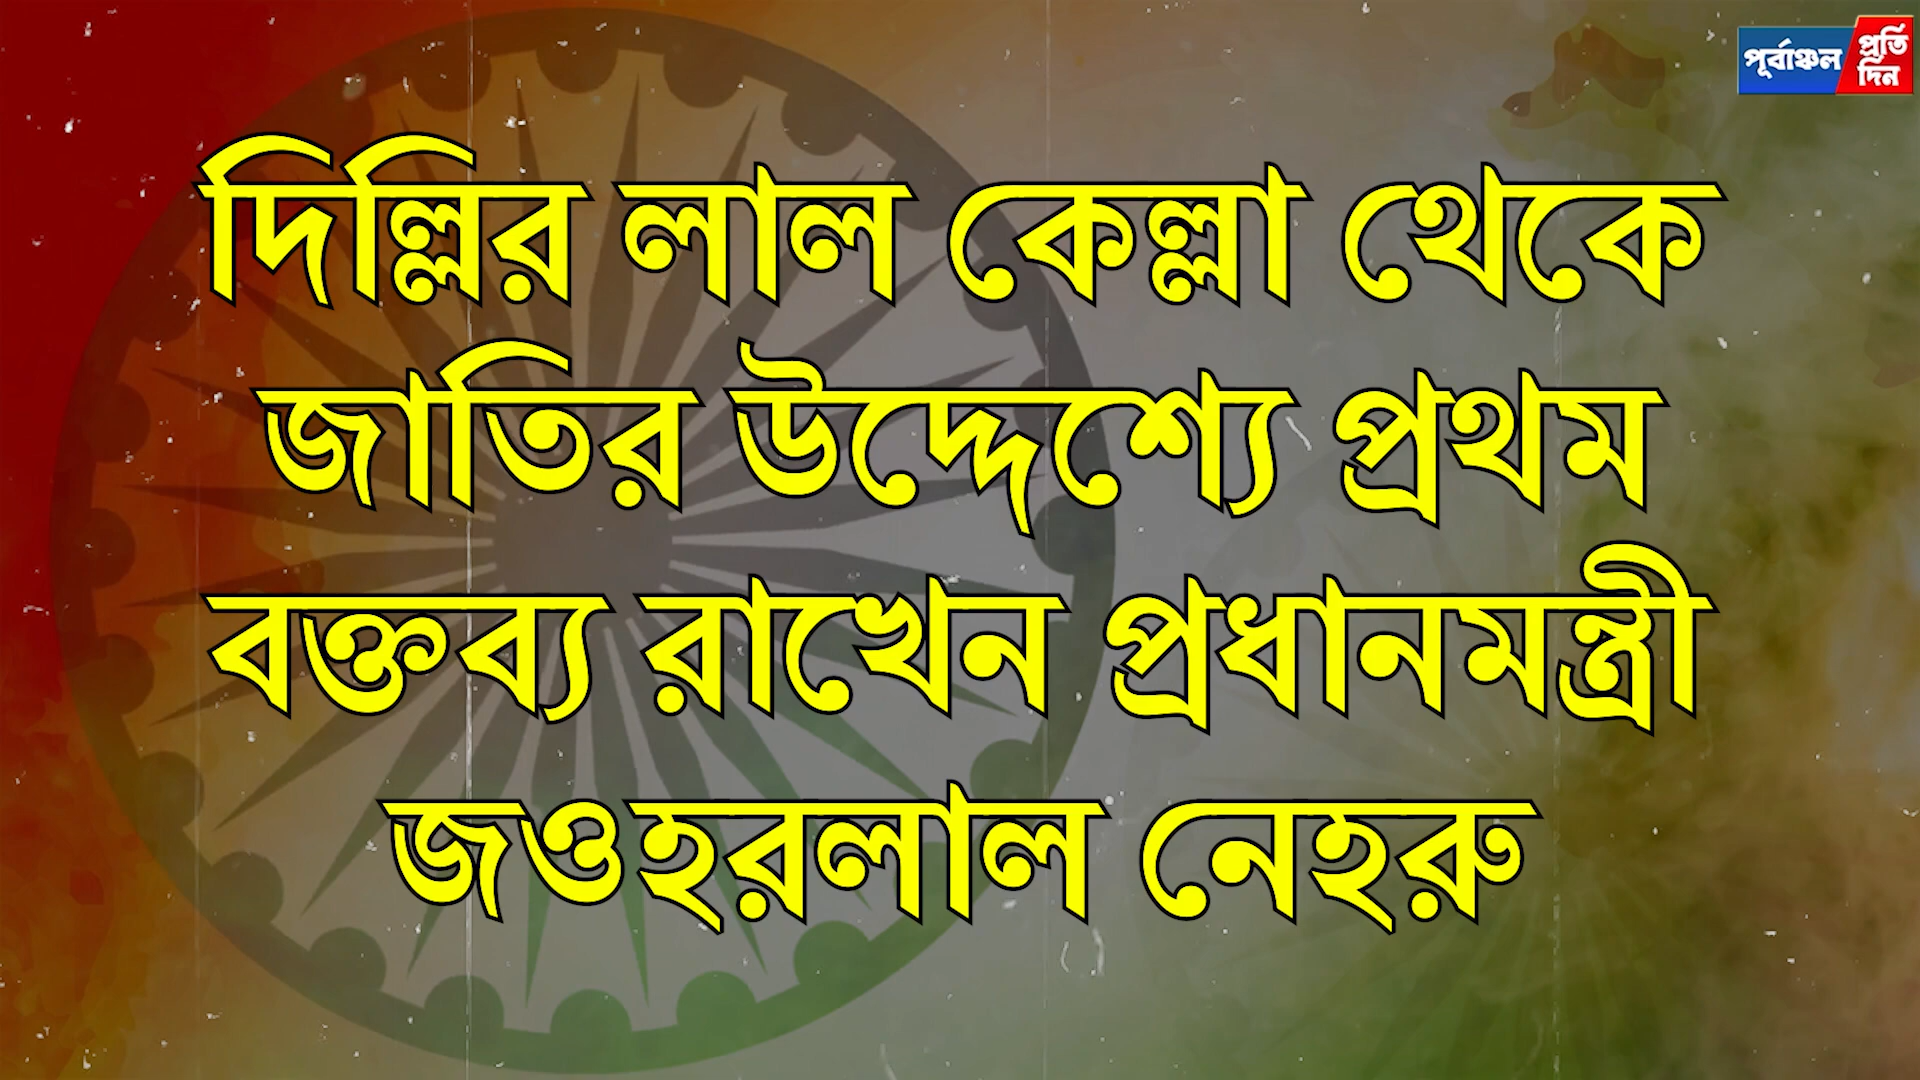 পূর্বাঞ্চল প্রতি দিন
দিল্লির লাল কেল্লা থেকে
জাতির উদ্দেশ্যে প্রথম
বক্তব্য রাখেন প্রধানমন্ত্রী
জওহরলাল নেহরু